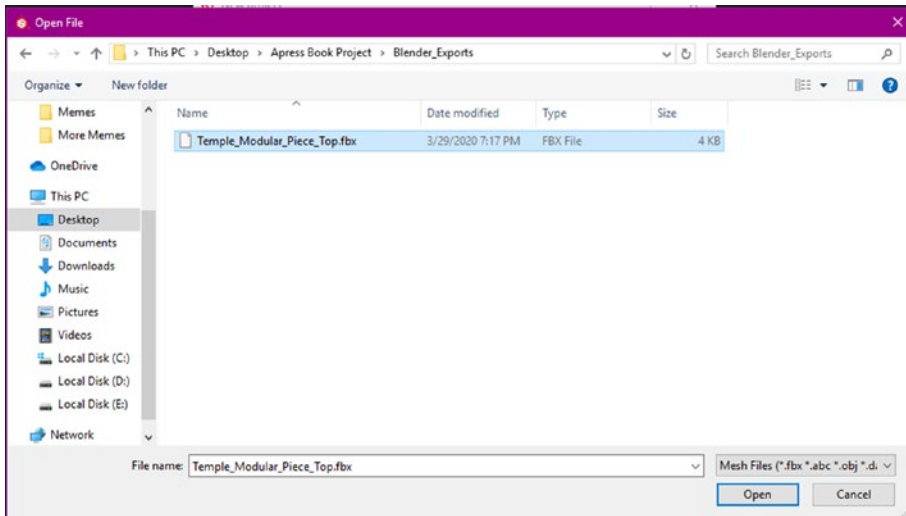 Open File
This PC > Desktop > Apress Book Project > Blender_Exports
Search Blender_Exports
Organize
New folder
Name
Date modified
Type
Size
Temple_Modular_Piece_Top.fbx
3/29/2020 7:17 PM
FBX File
4 KB
Memes
More Memes
OneDrive
This PC
Desktop
Documents
Downloads
Music
Pictures
Videos
Local Disk (C:)
Local Disk (D:)
Local Disk (E:)
Network
File name: Temple_Modular_Piece_Top.fbx
Mesh Files (*.fbx *.abc *.obj *.d
Open
Cancel